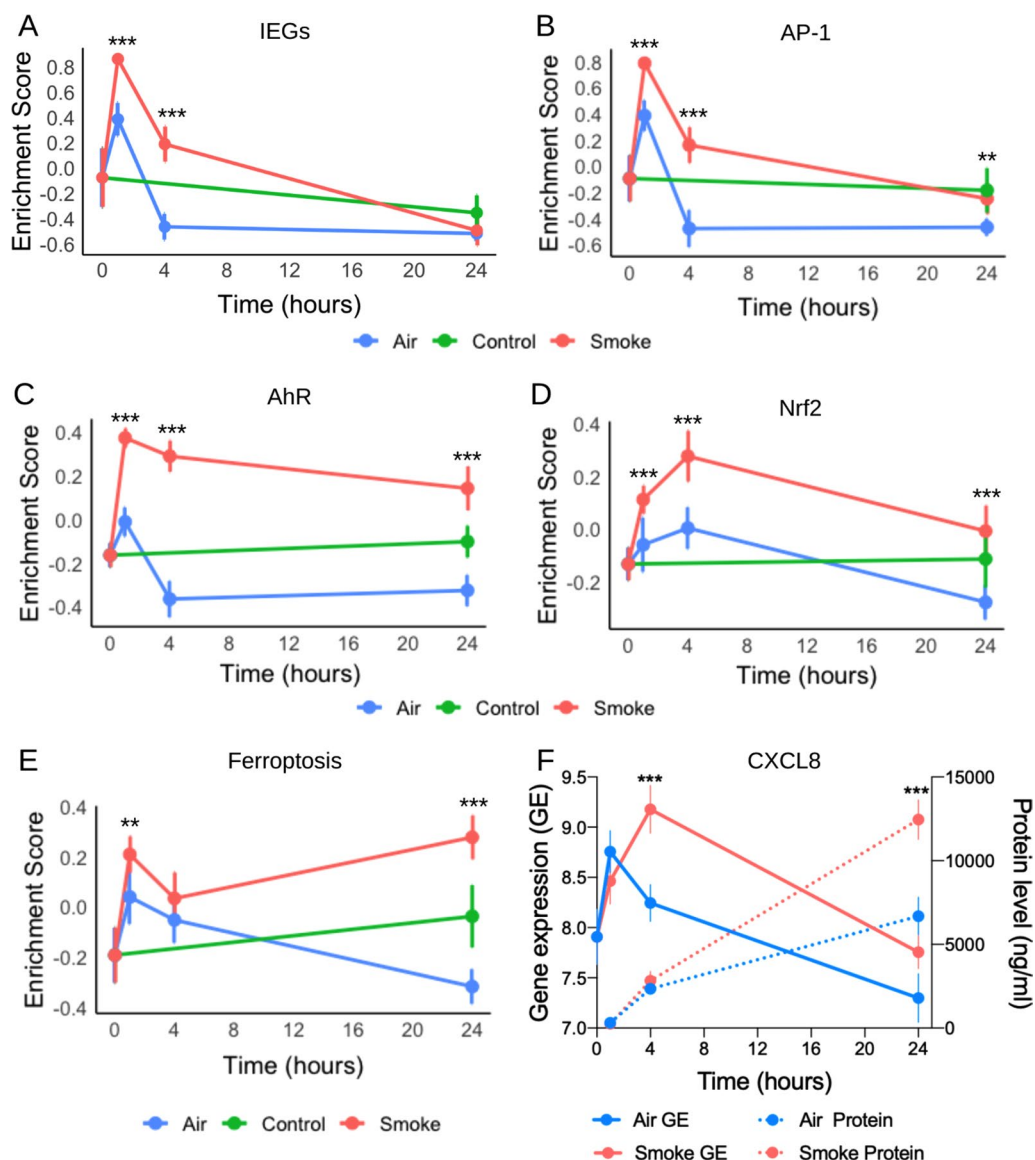 A
IEGs
***
***
Enrichment Score
0.8
0.6
0.4
0.2
0.0
-0.2
-0.4
-0.6
0 4 8 12 16 20 24
Time (hours)
B
AP-1
***
***
**
Enrichment Score
0.8
0.6
0.4
0.2
0.0
-0.2
-0.4
-0.6
0 4 8 12 16 20 24
Time (hours)
Air Control Smoke
C
AhR
***
***
***
Enrichment Score
0.4
0.2
0.0
-0.2
-0.4
0 4 8 12 16 20 24
Time (hours)
D
Nrf2
***
***
***
Enrichment Score
0.4
0.2
0.0
-0.2
0 4 8 12 16 20 24
Time (hours)
Air Control Smoke
E
Ferroptosis
**
***
Enrichment Score
0.4
0.2
0.0
-0.2
-0.4
0 4 8 12 16 20 24
Time (hours)
Air Control Smoke
F
CXCL8
***
***
Gene expression (GE)
9.5
9.0
8.5
8.0
7.5
7.0
15000
10000
5000
0
Protein level (ng/ml)
0 4 8 12 16 20 24
Time (hours)
Air GE Air Protein
Smoke GE Smoke Protein